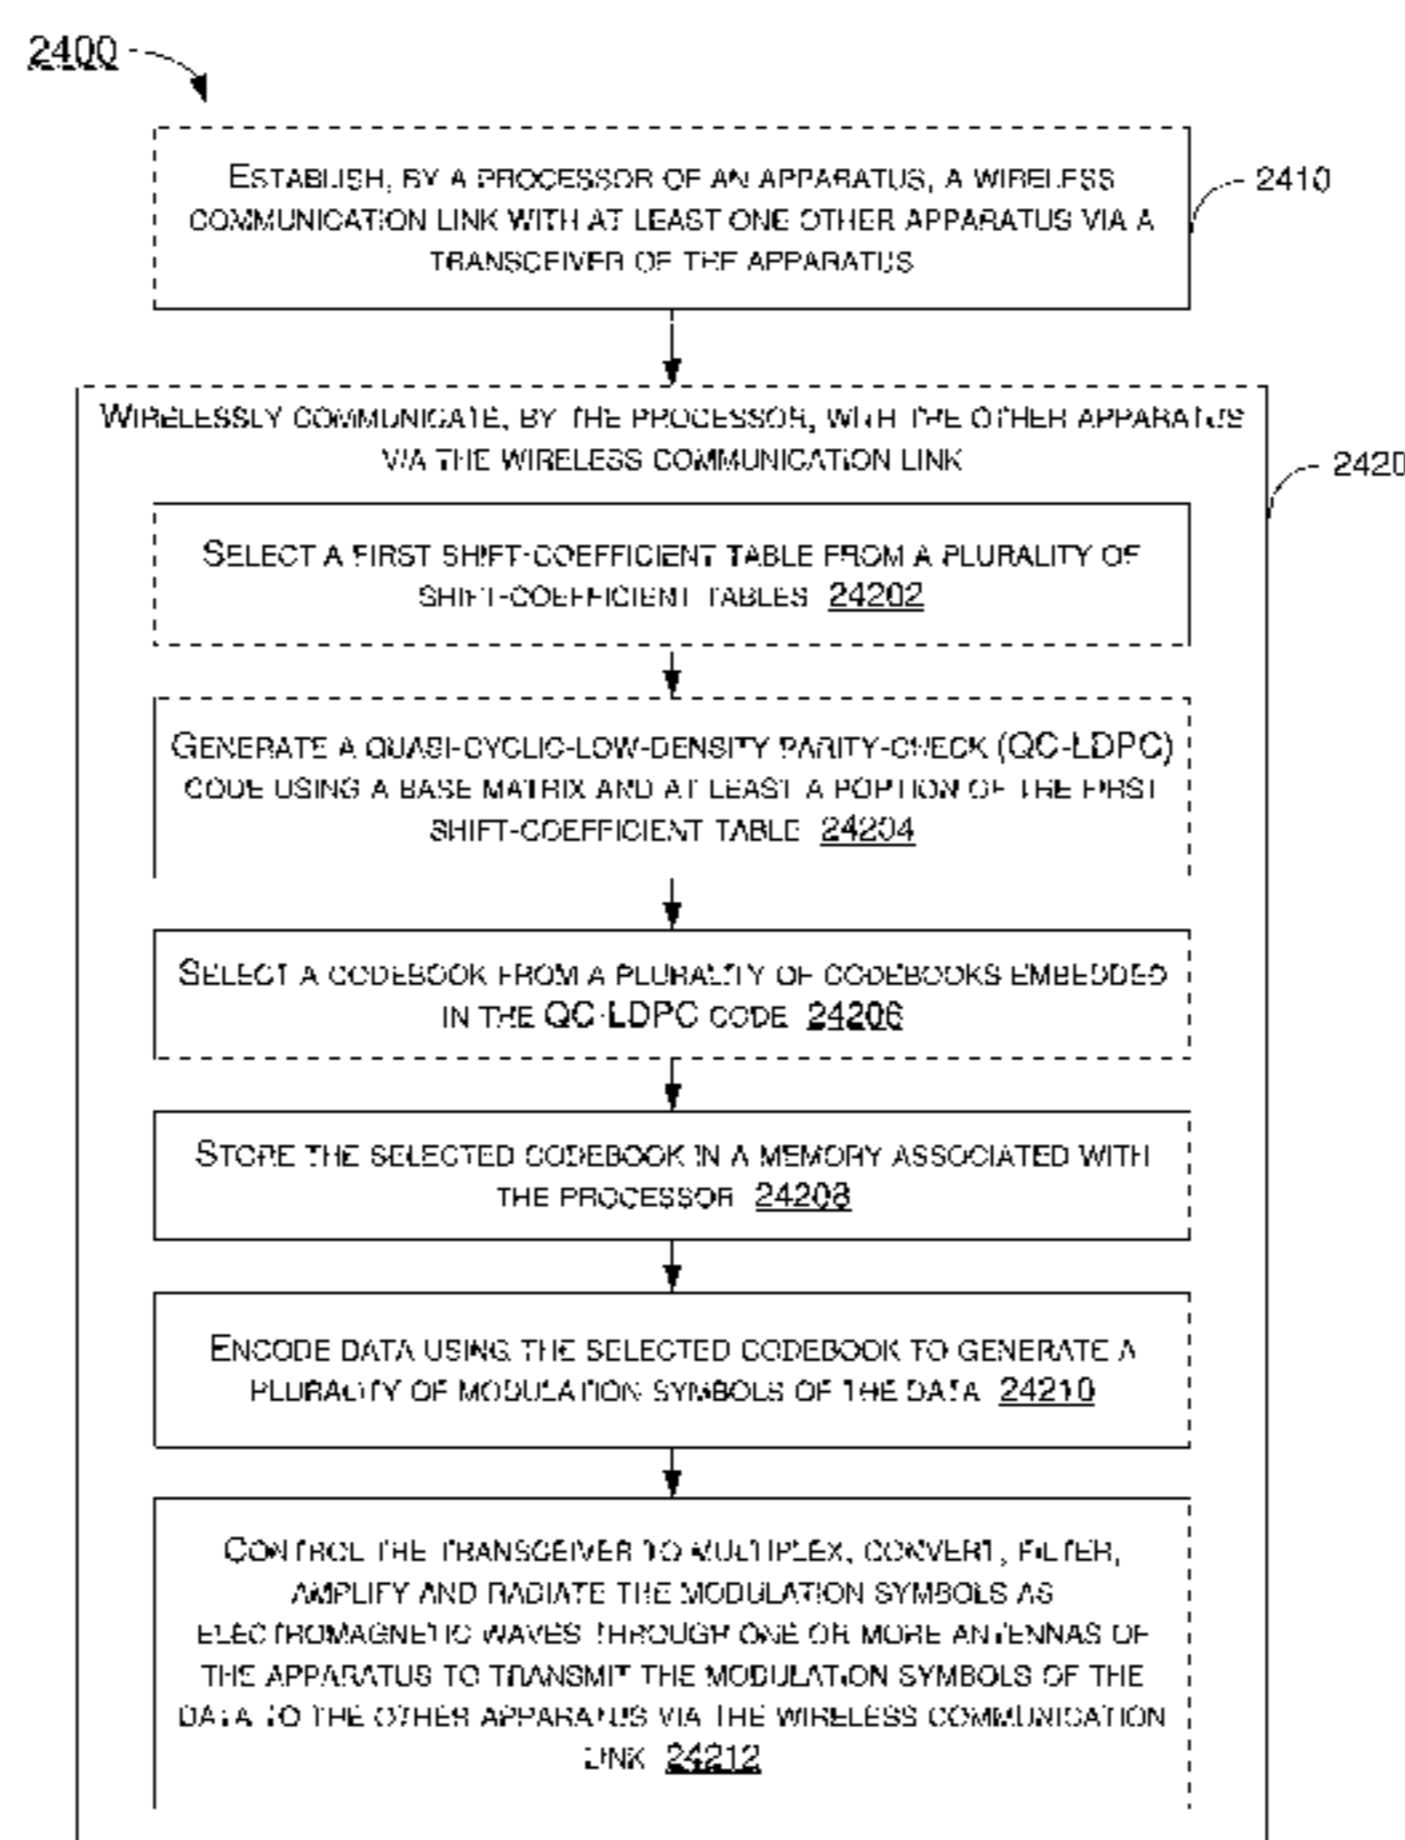 2400
ESTABLISH, BY A PROCESSOR OF AN APPARATUS, A WIRELESS
COMMUNICATION LINK WITH AT LEAST ONE OTHER APPARATUS VIA A
TRANSCEIVER OF THE APPARATUS
2410
WIRELESSLY COMMUNICATE, BY THE PROCESSOR, WITH THE OTHER APPARATUS
VIA THE WIRELESS COMMUNICATION LINK
2420
SELECT A FIRST SHIFT-COEFFICIENT TABLE FROM A PLURALITY OF
SHIFT-COEFFICIENT TABLES 24202
GENERATE A QUASI-CYCLIC-LOW-DENSITY PARITY-CHECK (QC-LDPC)
CODE USING A BASE MATRIX AND AT LEAST A PORTION OF THE FIRST
SHIFT-COEFFICIENT TABLE 24204
SELECT A CODEBOOK FROM A PLURALITY OF CODEBOOKS EMBEDDED
IN THE QC-LDPC CODE 24206
STORE THE SELECTED CODEBOOK IN A MEMORY ASSOCIATED WITH
THE PROCESSOR 24208
ENCODE DATA USING THE SELECTED CODEBOOK TO GENERATE A
PLURALITY OF MODULATION SYMBOLS OF THE DATA 24210
CONTROL THE TRANSCEIVER TO MULTIPLEX, CONVERT, FILTER,
AMPLIFY AND RADIATE THE MODULATION SYMBOLS AS
ELECTROMAGNETIC WAVES THROUGH ONE OR MORE ANTENNAS OF
THE APPARATUS TO TRANSMIT THE MODULATION SYMBOLS OF THE
DATA TO THE OTHER APPARATUS VIA THE WIRELESS COMMUNICATION
LINK 24212